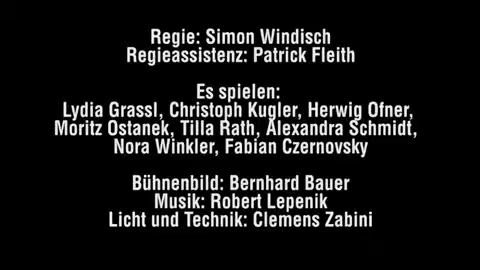 Regie: Simon Windisch
Regieassistenz: Patrick Fleith
Es spielen:
Lydia Grassl, Christoph Kugler, Herwig Ofner,
Moritz Ostanek, Tilla Rath, Alexandra Schmidt,
Nora Winkler, Fabian Czernovsky
Bühnenbild: Bernhard Bauer
Musik: Robert Lepenik
Licht und Technik: Clemens Zabini